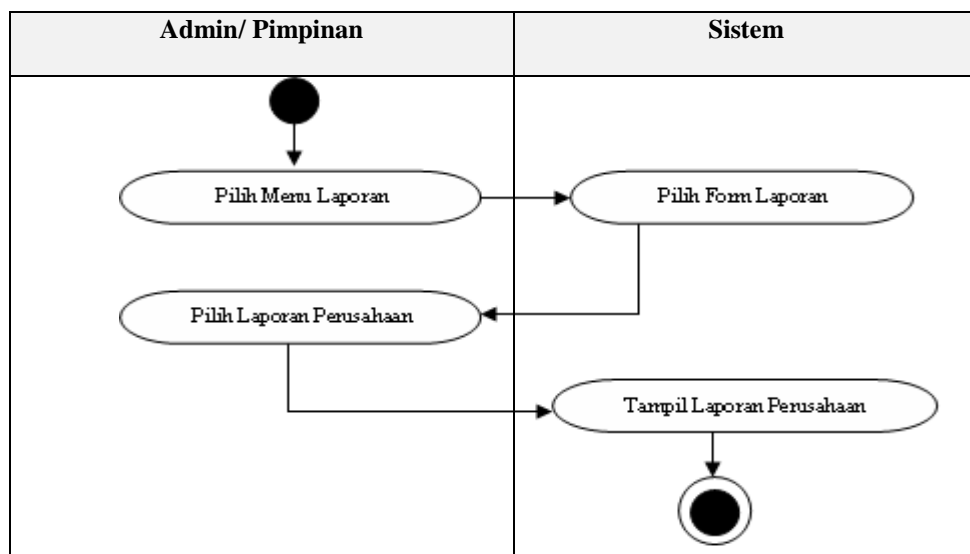 Admin/ Pimpinan
Sistem
Pilih Menu Laporan
Pilih Form Laporan
Pilih Laporan Perusahaan
Tampil Laporan Perusahaan